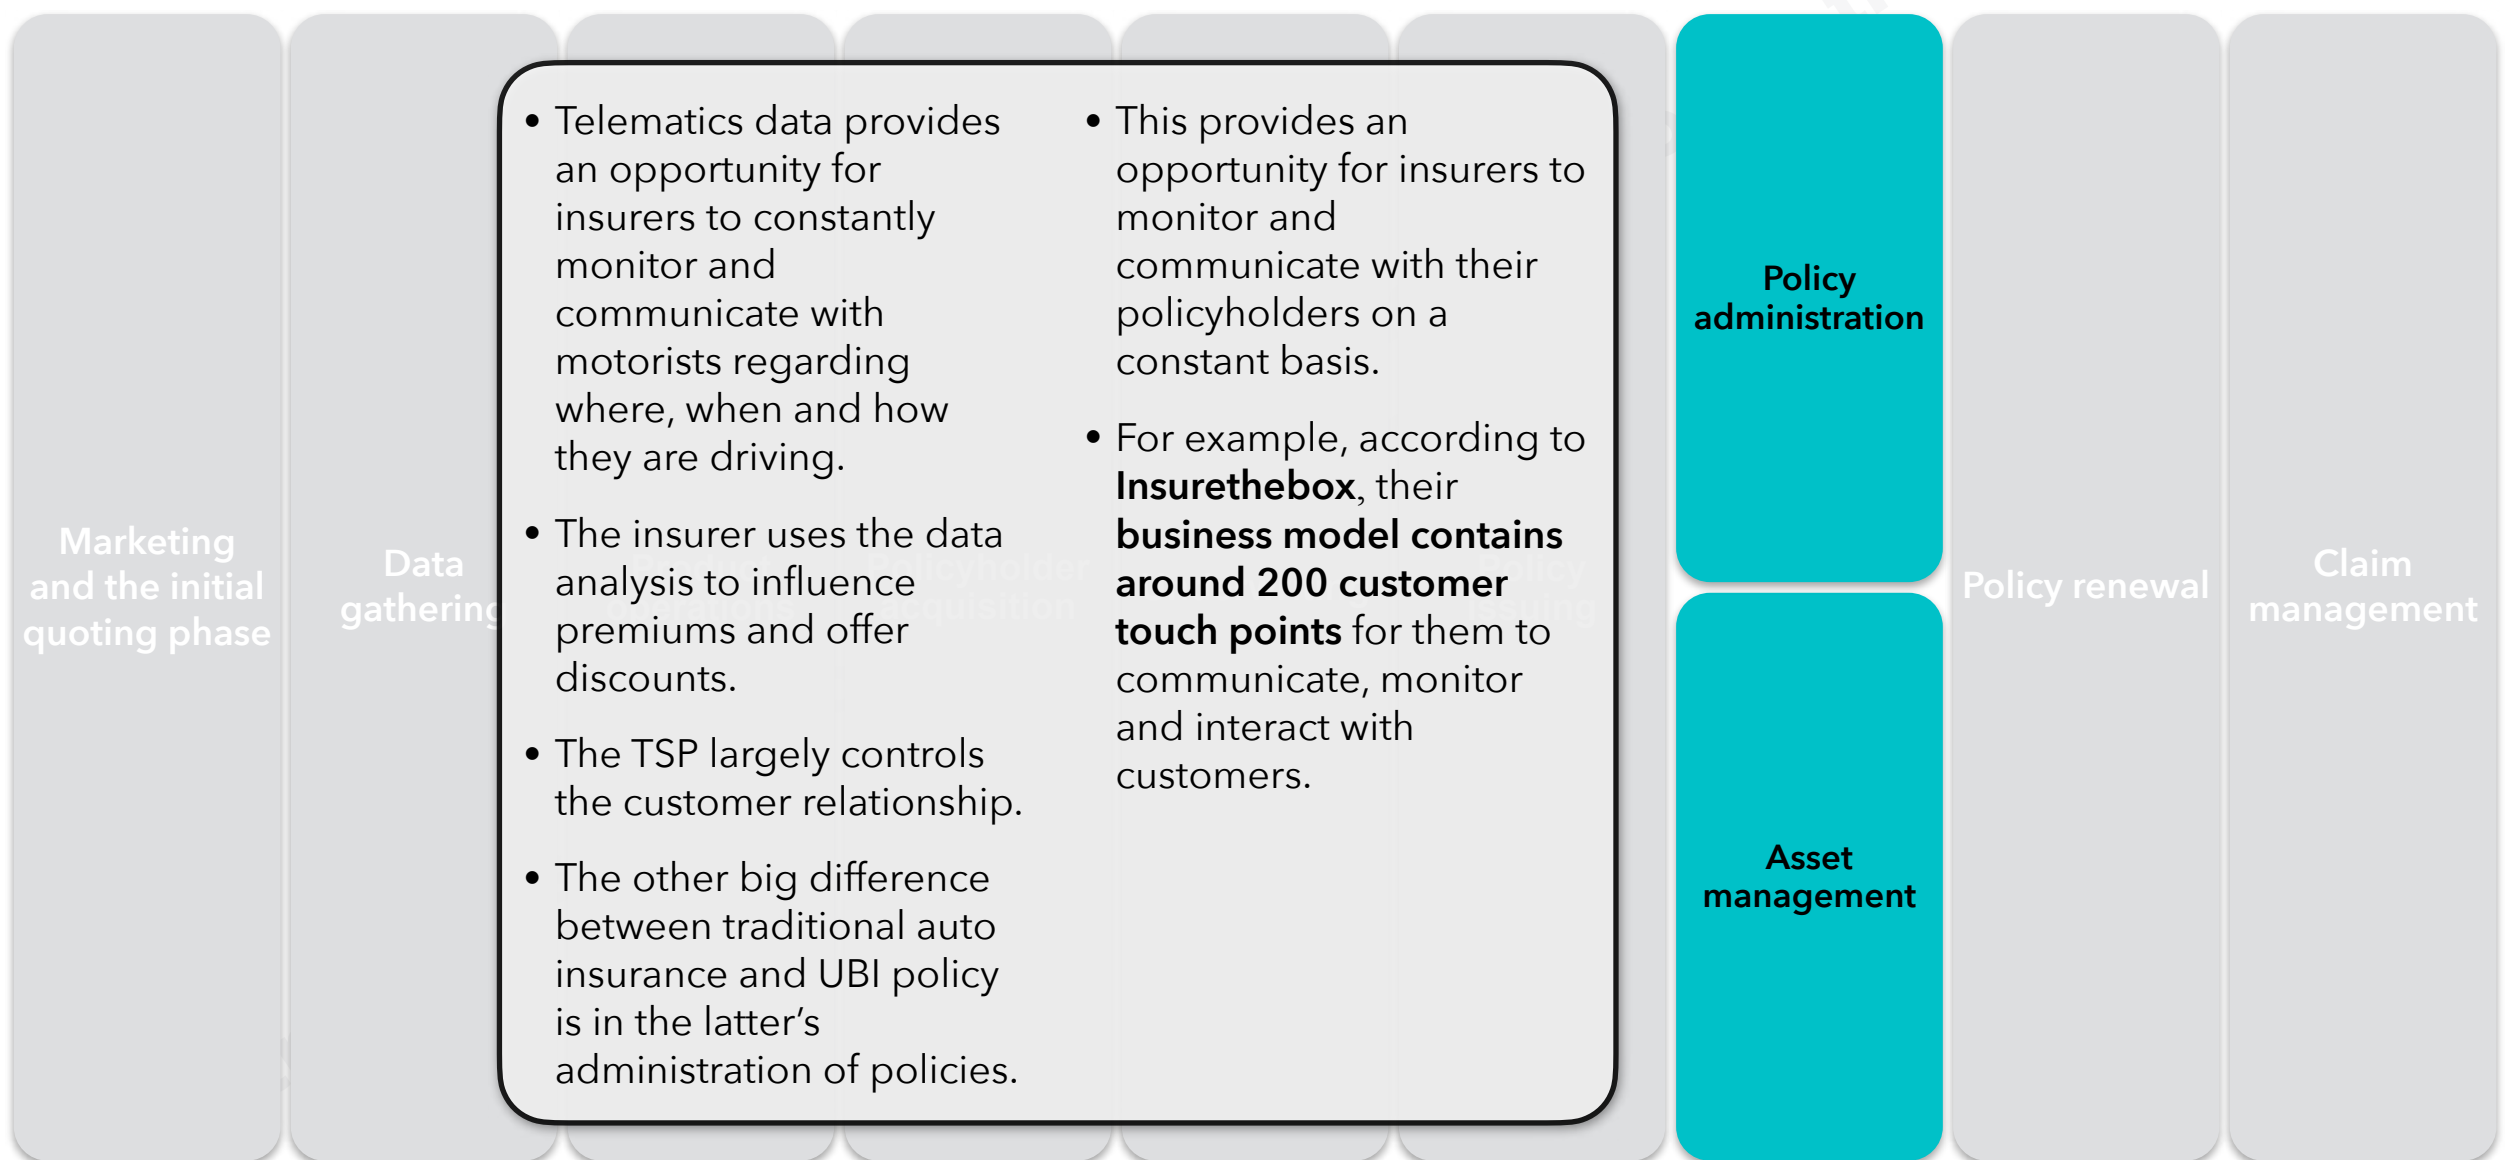 Marketing
and the initial
quoting phase
Data
gathering
• Telematics data provides
an opportunity for
insurers to constantly
monitor and
communicate with
motorists regarding
where, when and how
they are driving.
• The insurer uses the data
analysis to influence
premiums and offer
discounts.
• The TSP largely controls
the customer relationship.
• The other big difference
between traditional auto
insurance and UBI policy
is in the latter’s
administration of policies.
• This provides an
opportunity for insurers to
monitor and
communicate with their
policyholders on a
constant basis.
• For example, according to
Insurethebox, their
business model contains
around 200 customer
touch points for them to
communicate, monitor
and interact with
customers.
Policyholder
acquisition
Policy
issuing
Policy
administration
Asset
management
Policy renewal
Claim
management